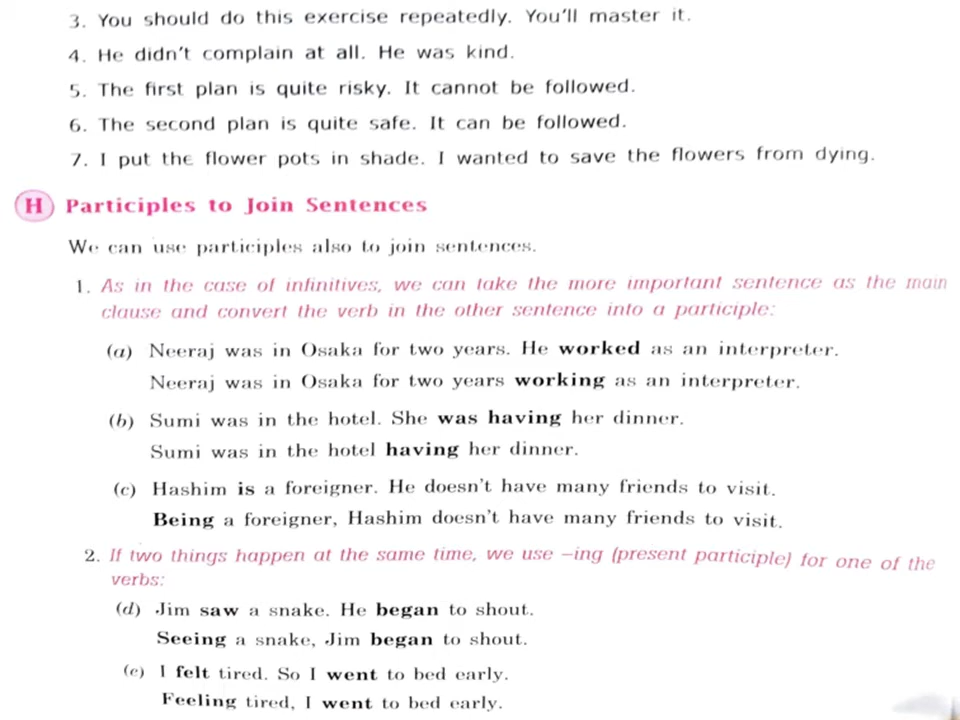 3. You should do this exercise repeatedly. You'll master it.
4. He didn't complain at all. He was kind.
5. The first plan is quite risky. It cannot be followed.
6. The second plan is quite safe. It can be followed.
7. I put the flower pots in shade. I wanted to save the flowers from dying.
H Participles to Join Sentences
We can use participles also to join sentences.
1. As in the case of infinitives, we can take the more important sentence as the main
clause and convert the verb in the other sentence into a participle:
(a) Neeraj was in Osaka for two years. He worked as an interpreter.
Neeraj was in Osaka for two years working as an interpreter.
(b) Sumi was in the hotel. She was having her dinner.
Sumi was in the hotel having her dinner.
(c) Hashim is a foreigner. He doesn't have many friends to visit.
Being a foreigner, Hashim doesn't have many friends to visit.
2. If two things happen at the same time, we use –ing (present participle) for one of the
verbs:
(d) Jim saw a snake. He began to shout.
Seeing a snake, Jim began to shout.
(e) I felt tired. So I went to bed early.
Feeling tired, I went to bed early.